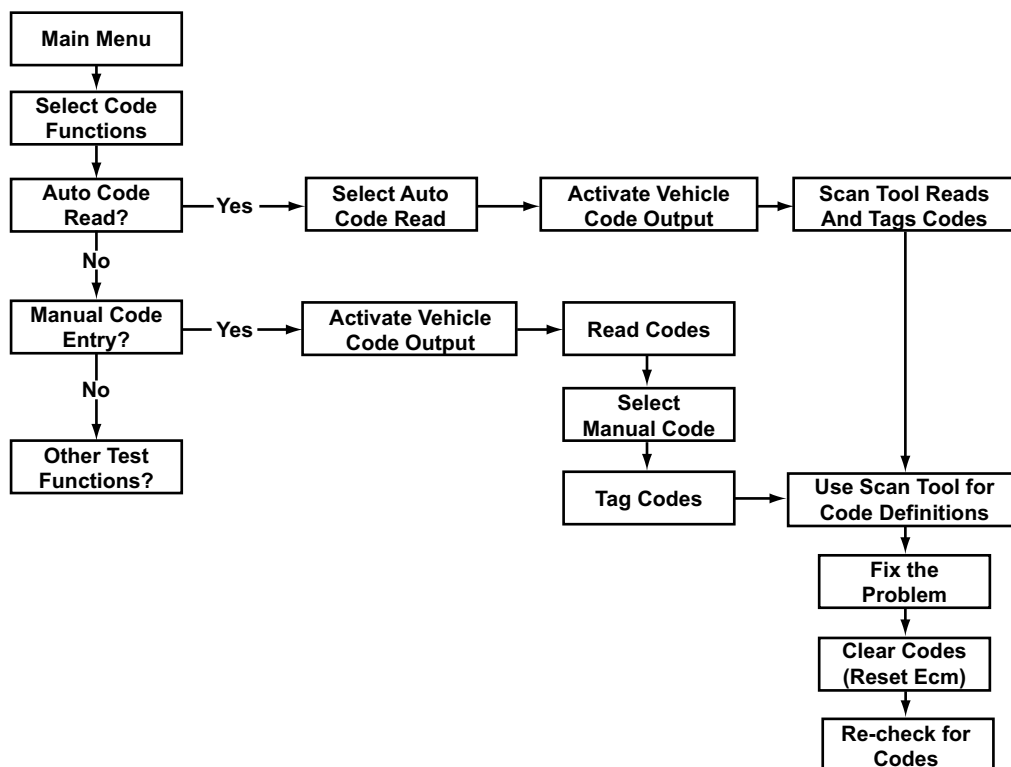 Main Menu
Select Code
Functions
Auto Code
Read?
Yes
Select Auto
Code Read
Activate Vehicle
Code Output
Scan Tool Reads
And Tags Codes
No
Manual Code
Entry?
Yes
Activate Vehicle
Code Output
Read Codes
No
Select
Manual Code
Other Test
Functions?
Tag Codes
Use Scan Tool for
Code Definitions
Fix the
Problem
Clear Codes
(Reset Ecm)
Re-check for
Codes